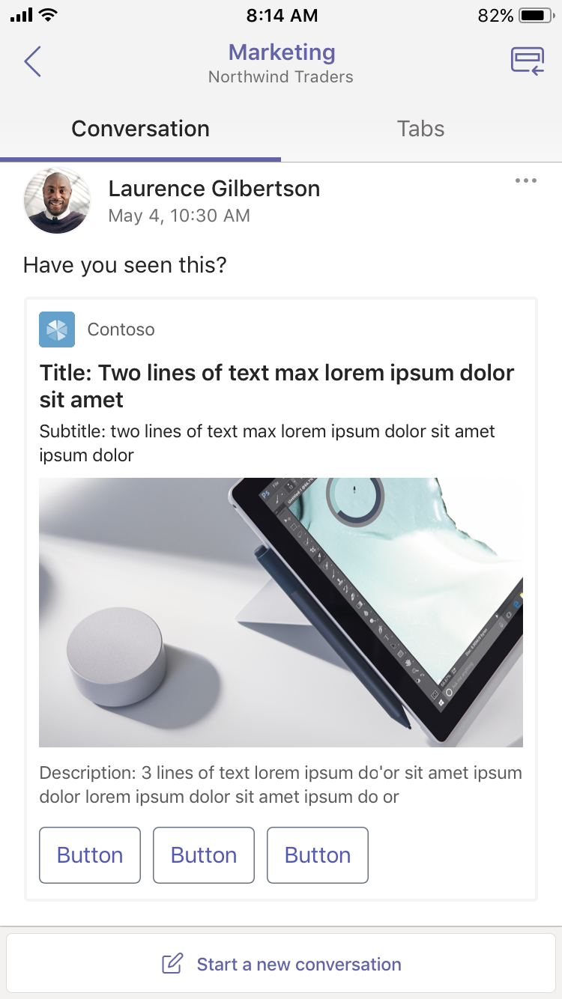 8:14 AM
82%
Marketing
Northwind Traders
Conversation
Tabs
Laurence Gilbertson
May 4, 10:30 AM
Have you seen this?
Contoso
Title: Two lines of text max lorem ipsum dolor
sit amet
Subtitle: two lines of text max lorem ipsum dolor sit amet
ipsum dolor
Ps
File
Description: 3 lines of text lorem ipsum do'or sit amet ipsum
dolor lorem ipsum dolor sit amet ipsum do or
Button
Button
Button
Start a new conversation